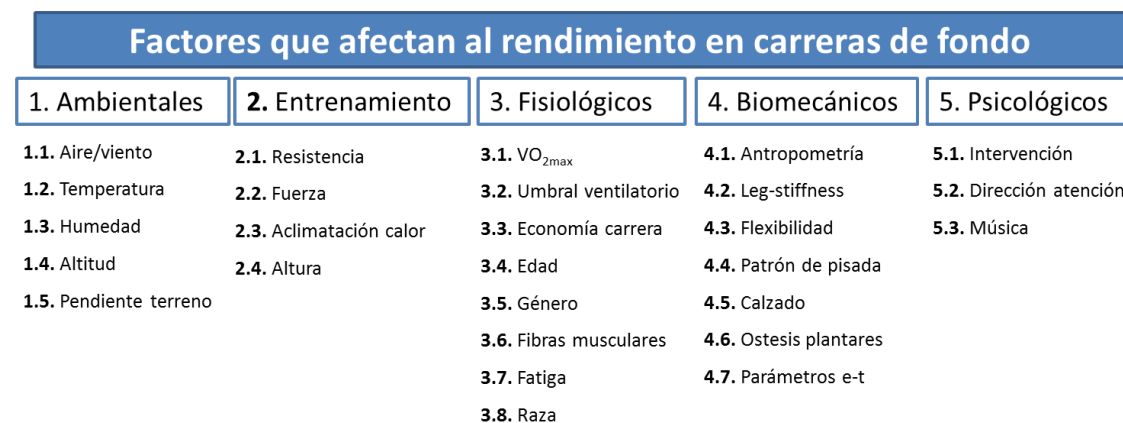 Factores que afectan al rendimiento en carreras de fondo
1. Ambientales
1.1. Aire/viento
1.2. Temperatura
1.3. Humedad
1.4. Altitud
1.5. Pendiente terreno
2. Entrenamiento
2.1. Resistencia
2.2. Fuerza
2.3. Aclimatación calor
2.4. Altura
3. Fisiológicos
3.1. VO2max
3.2. Umbral ventilatorio
3.3. Economía carrera
3.4. Edad
3.5. Género
3.6. Fibras musculares
3.7. Fatiga
3.8. Raza
4. Biomecánicos
4.1. Antropometría
4.2. Leg-stiffness
4.3. Flexibilidad
4.4. Patrón de pisada
4.5. Calzado
4.6. Ostesis plantares
4.7. Parámetros e-t
5. Psicológicos
5.1. Intervención
5.2. Dirección atención
5.3. Música